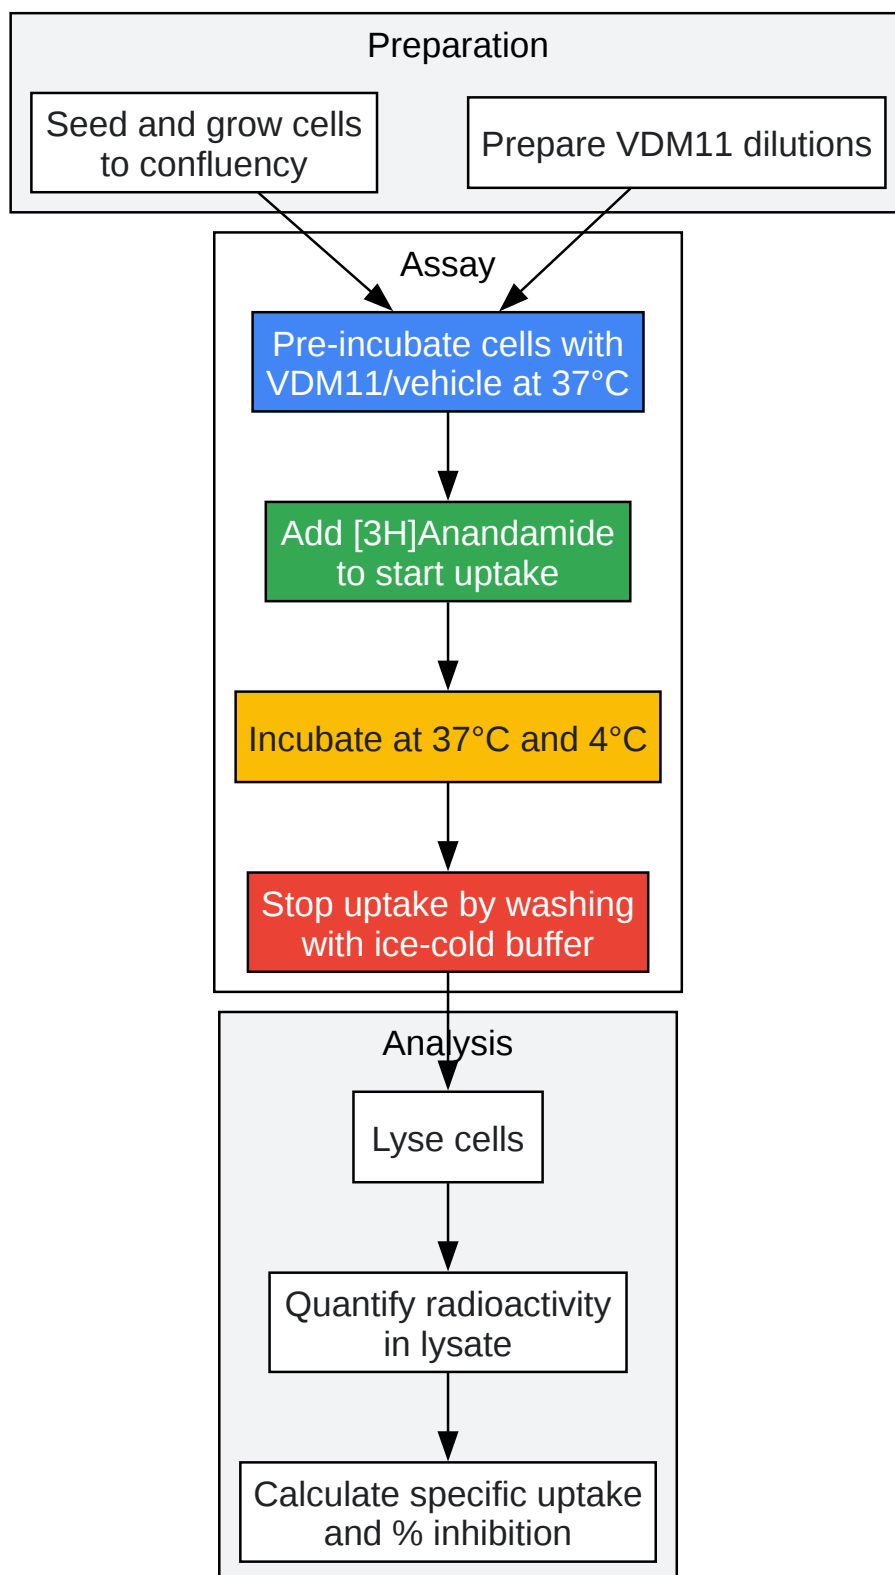 Preparation
Seed and grow cells
to confluency
Prepare VDM11 dilutions
Assay
Pre-incubate cells with
VDM11/vehicle at 37°C
Add [3H]Anandamide
to start uptake
Incubate at 37°C and 4°C
Stop uptake by washing
with ice-cold buffer
Analysis
Lyse cells
Quantify radioactivity
in lysate
Calculate specific uptake
and % inhibition